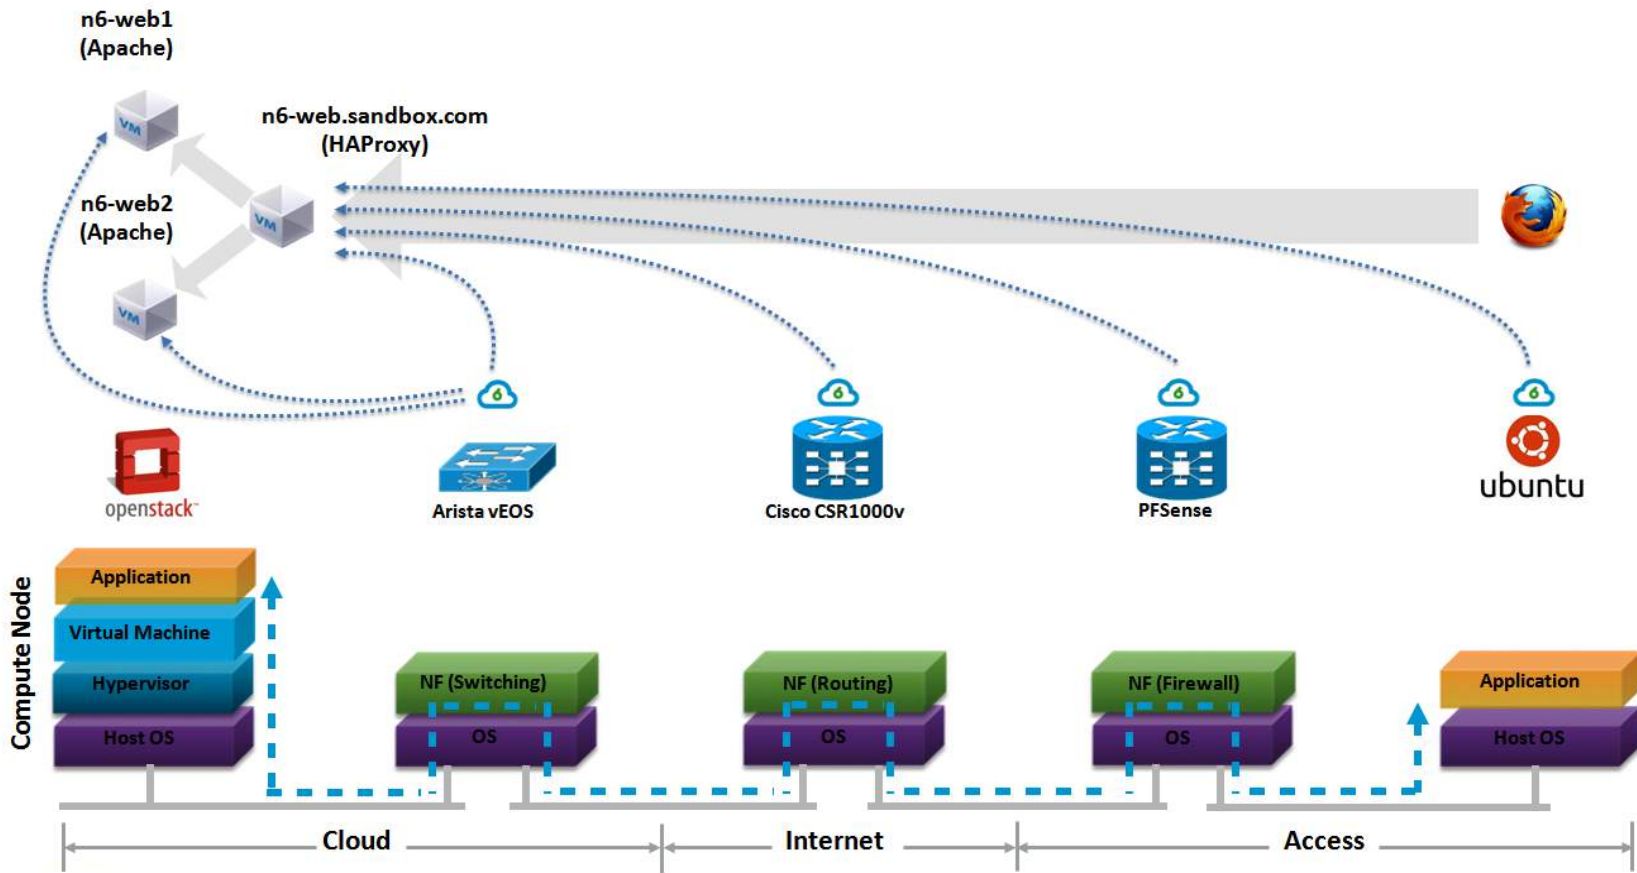 n6-web1
(Apache)
n6-web.sandbox.com
(HAProxy)
VM
n6-web2
(Apache)
VM
VM
6
6
6
6
openstack™
Arista vEOS
Cisco CSR1000v
PFSense
ubuntu
Compute Node
Application
Virtual Machine
Hypervisor
Host OS
NF (Switching)
OS
NF (Routing)
OS
NF (Firewall)
OS
Application
Host OS
Cloud
Internet
Access